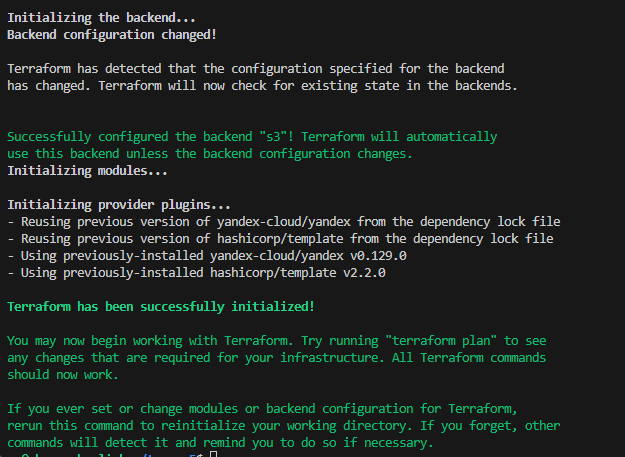 Initializing the backend...
Backend configuration changed!
Terraform has detected that the configuration specified for the backend
has changed. Terraform will now check for existing state in the backends.
Successfully configured the backend "s3"! Terraform will automatically
use this backend unless the backend configuration changes.
Initializing modules...
Initializing provider plugins...
- Reusing previous version of yandex-cloud/yandex from the dependency lock file
- Reusing previous version of hashicorp/template from the dependency lock file
- Using previously-installed yandex-cloud/yandex v0.129.0
- Using previously-installed hashicorp/template v2.2.0
Terraform has been successfully initialized!
You may now begin working with Terraform. Try running "terraform plan" to see
any changes that are required for your infrastructure. All Terraform commands
should now work.
If you ever set or change modules or backend configuration for Terraform,
rerun this command to reinitialize your working directory. If you forget, other
commands will detect it and remind you to do so if necessary.